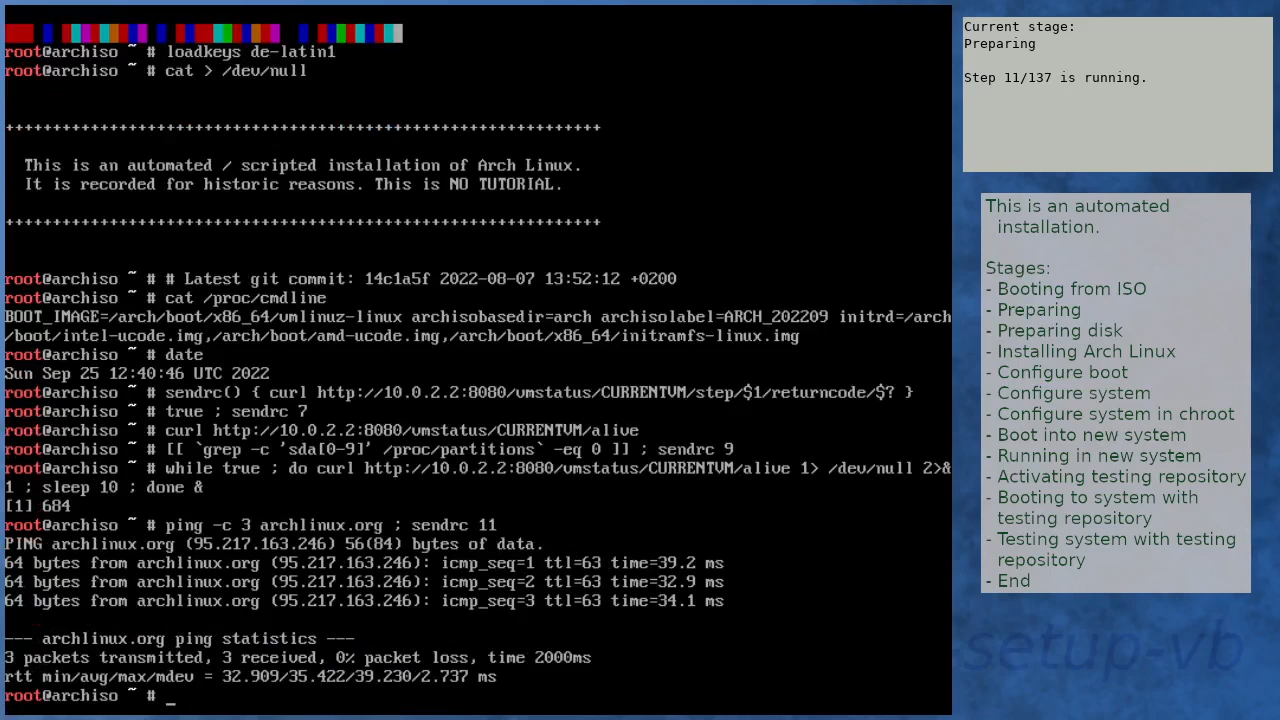 root@archiso ~ # loadkeys de-latin1
root@archiso ~ # cat > /dev/null
+++++++++++++++++++++++++++++++++++++++++++++++++++++++++++++++
This is an automated / scripted installation of Arch Linux.
It is recorded for historic reasons. This is NO TUTORIAL.
+++++++++++++++++++++++++++++++++++++++++++++++++++++++++++++++
root@archiso ~ # # Latest git commit: 14c1a5f 2022-08-07 13:52:12 +0200
root@archiso ~ # cat /proc/cmdline
BOOT_IMAGE=/arch/boot/x86_64/vmlinuz-linux archisobasedir=arch archisolabel=ARCH_202209 initrd=/arch
/boot/intel-ucode.img,/arch/boot/amd-ucode.img,/arch/boot/x86_64/initramfs-linux.img
root@archiso ~ # date
Sun Sep 25 12:40:46 UTC 2022
root@archiso ~ # sendrc() { curl http://10.0.2.2:8080/vmstatus/CURRENTVM/step/$1/returncode/$? }
root@archiso ~ # true ; sendrc 7
root@archiso ~ # curl http://10.0.2.2:8080/vmstatus/CURRENTVM/alive
root@archiso ~ # [[ `grep -c 'sda[0-9]' /proc/partitions` -eq 0 ]] ; sendrc 9
root@archiso ~ # while true ; do curl http://10.0.2.2:8080/vmstatus/CURRENTVM/alive 1> /dev/null 2>&
1 ; sleep 10 ; done &
[1] 684
root@archiso ~ # ping -c 3 archlinux.org ; sendrc 11
PING archlinux.org (95.217.163.246) 56(84) bytes of data.
64 bytes from archlinux.org (95.217.163.246): icmp_seq=1 ttl=63 time=39.2 ms
64 bytes from archlinux.org (95.217.163.246): icmp_seq=2 ttl=63 time=32.9 ms
64 bytes from archlinux.org (95.217.163.246): icmp_seq=3 ttl=63 time=34.1 ms
--- archlinux.org ping statistics ---
3 packets transmitted, 3 received, 0% packet loss, time 2000ms
rtt min/avg/max/mdev = 32.909/35.422/39.230/2.737 ms
root@archiso ~ # _
Current stage:
Preparing
Step 11/137 is running.
This is an automated
installation.
Stages:
- Booting from ISO
- Preparing
- Preparing disk
- Installing Arch Linux
- Configure boot
- Configure system
- Configure system in chroot
- Boot into new system
- Running in new system
- Activating testing repository
- Booting to system with
testing repository
- Testing system with testing
repository
- End
setup-vb